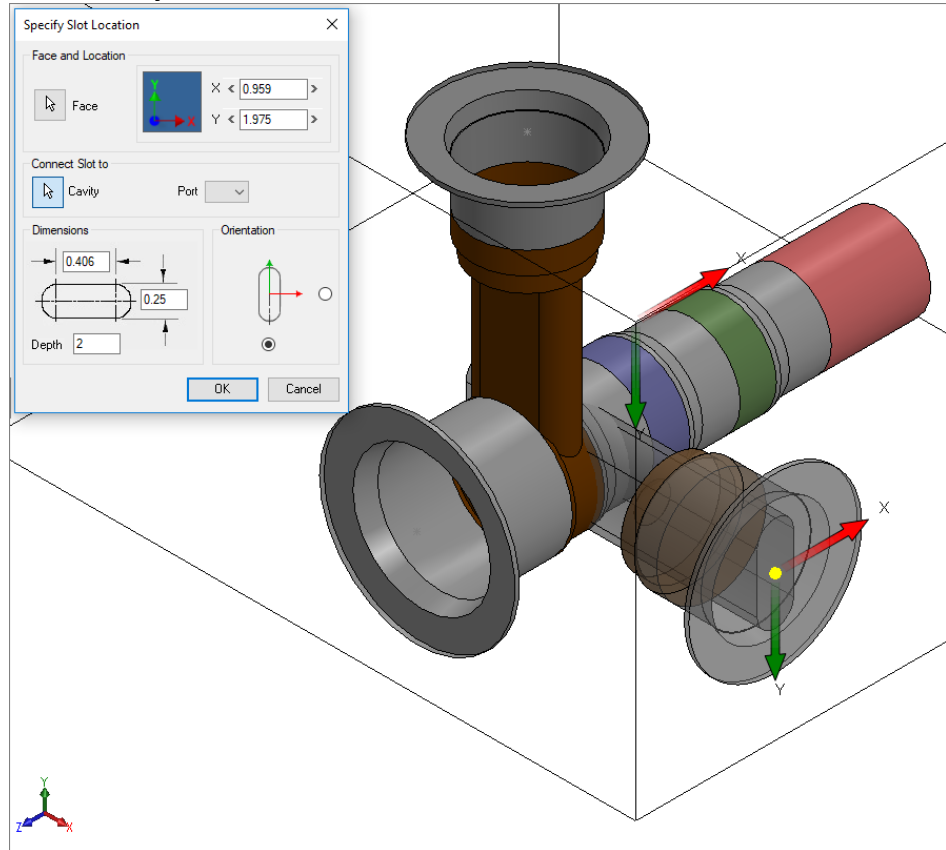 Specify Slot Location
Face and Location
Face
Y
X
X < 0.959 >
Y < 1.975 >
Connect Slot to
Cavity
Port
Dimensions
Orientation
0.406
0.25
Depth 2
OK
Cancel
X
Y
X
Y
Y
Z
X